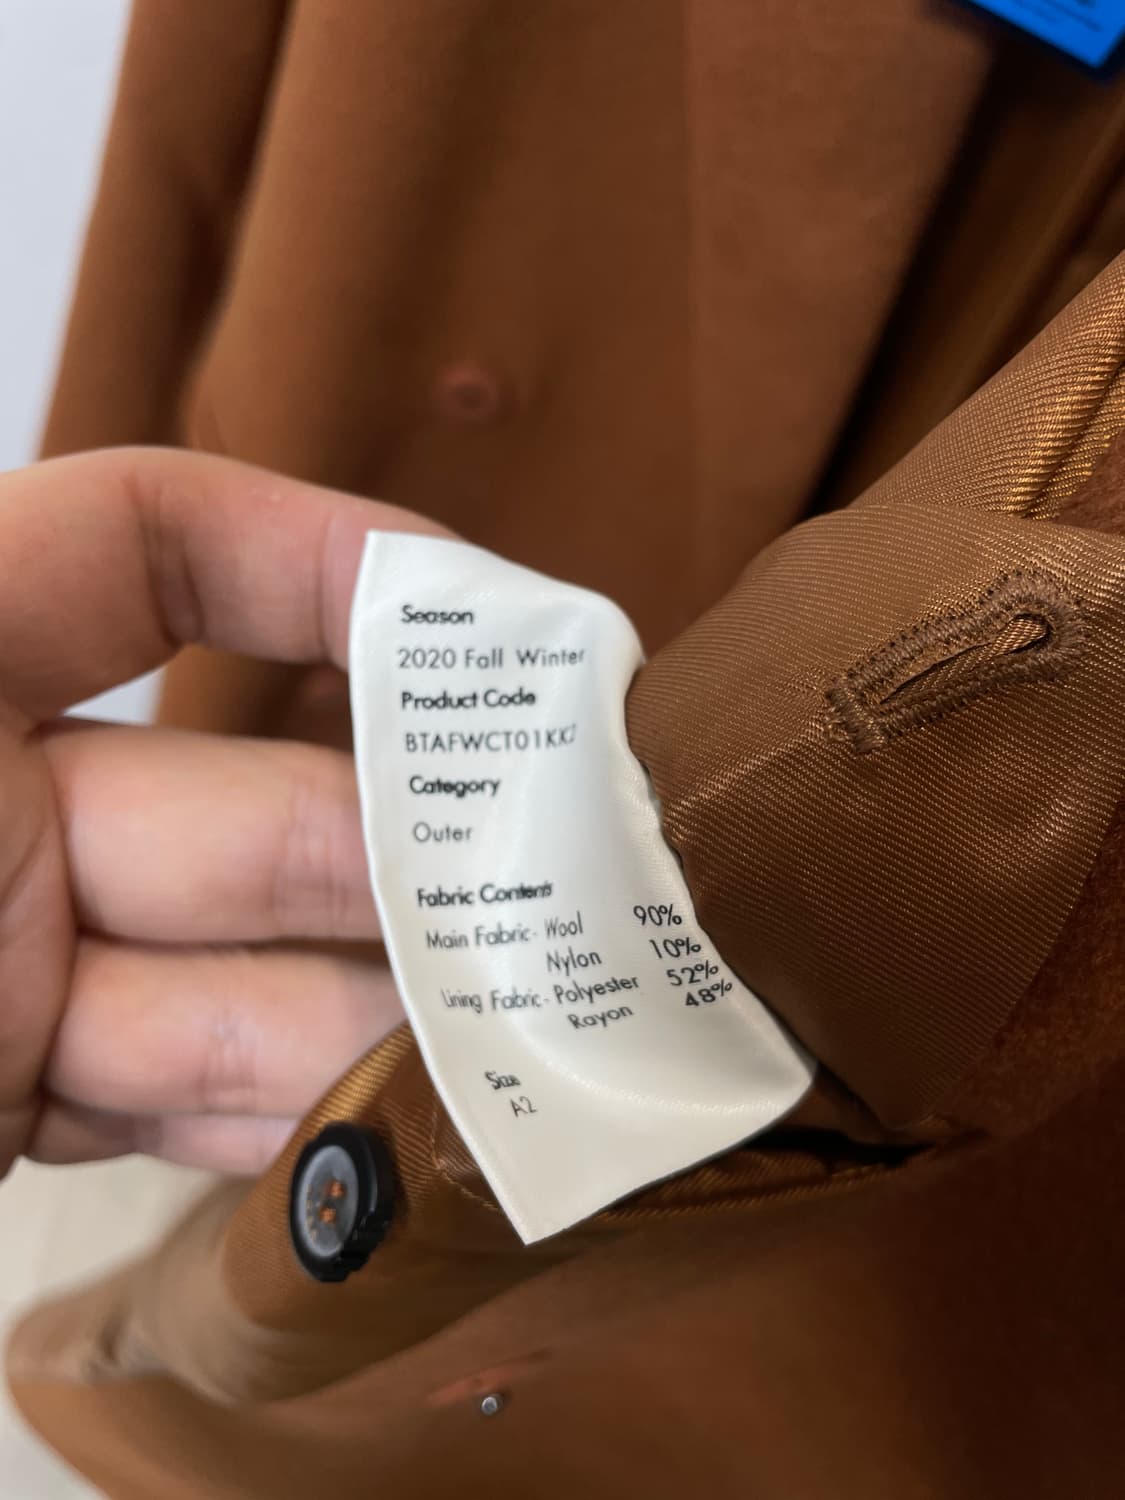 Season
2020 Fall Winter
Product Code
BTAFWCT01KK7
Category
Outer
Fabric Contents
Main Fabric- Wool 90%
Nylon 10%
Lining Fabric- Polyester 52%
Rayon 48%
Size
A2